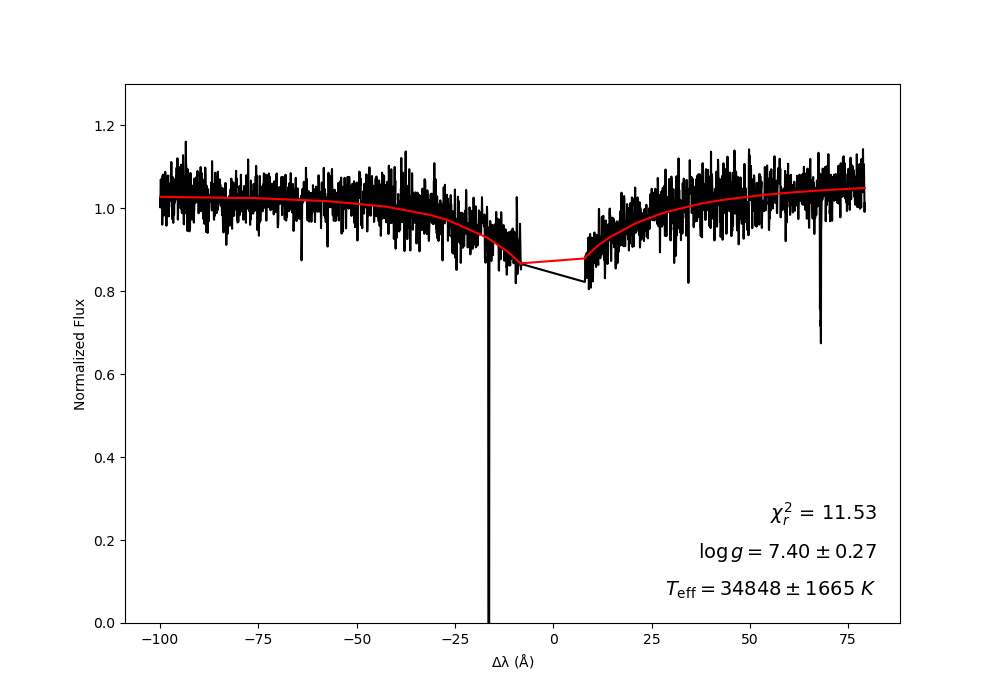 1.2
1.0
0.8
0.6
0.4
0.2
0.0
Normalized Flux
χ²ᵣ = 11.53
log g = 7.40 ± 0.27
T_eff = 34848 ± 1665 K
−100 −75 −50 −25 0 25 50 75
Δλ (Å)